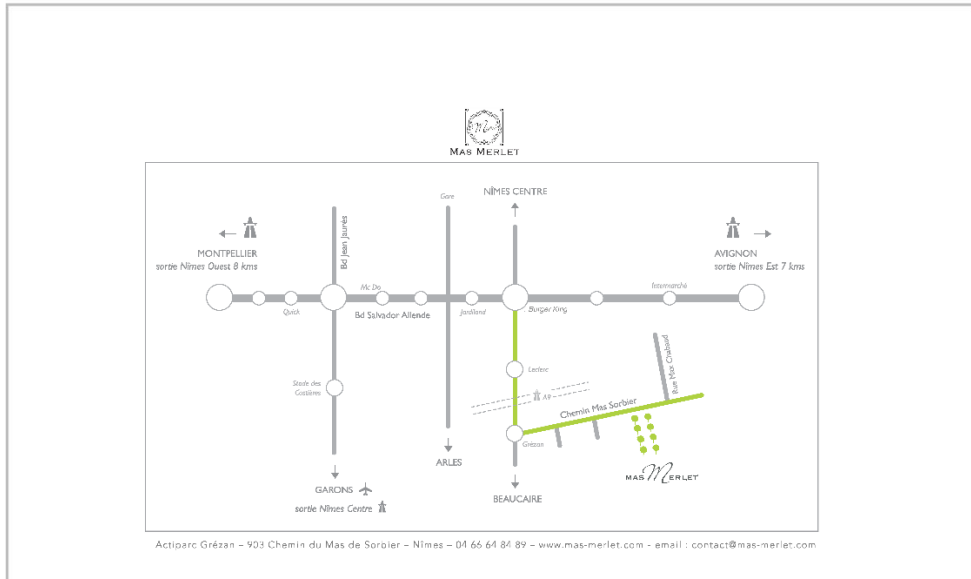 MAS MERLET
NÎMES CENTRE
Gare
Bd Jean Jaurès
MONTPELLIER
sortie Nîmes Ouest 8 kms
AVIGNON
sortie Nîmes Est 7 kms
Mc Do
Intermarché
Quick
Bd Salvador Allende
Jardiland
Burger King
Rue Max Chabaud
Leclerc
Stade des
Costières
A9
Chemin Mas Sorbier
Grézan
ARLES
MAS MERLET
GARONS
BEAUCAIRE
sortie Nîmes Centre
Actiparc Grézan – 903 Chemin du Mas de Sorbier – Nîmes – 04 66 64 84 89 – www.mas-merlet.com - email : contact@mas-merlet.com